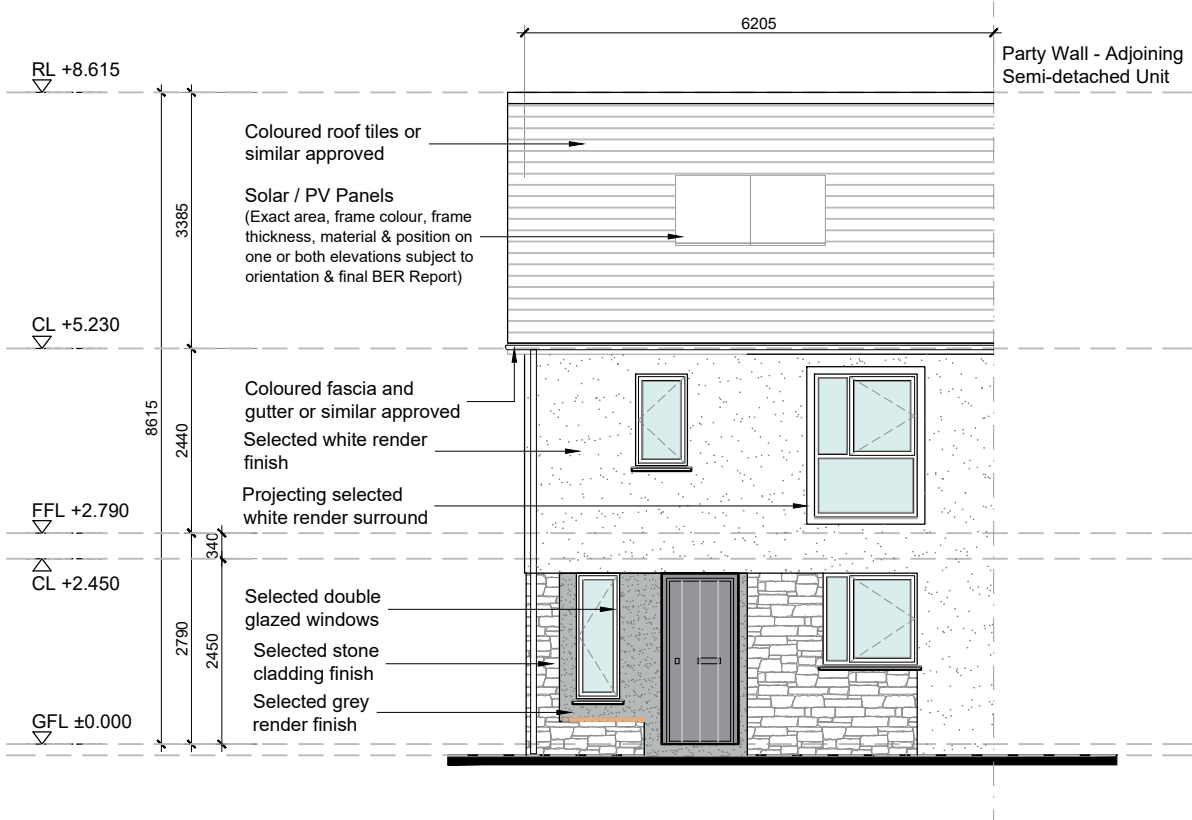 6205
Party Wall - Adjoining
Semi-detached Unit
RL +8.615
Coloured roof tiles or
similar approved
Solar / PV Panels
(Exact area, frame colour, frame
thickness, material & position on
one or both elevations subject to
orientation & final BER Report)
3385
CL +5.230
Coloured fascia and
gutter or similar approved
8615
2440
Selected white render
finish
Projecting selected
white render surround
FFL +2.790
340
CL +2.450
Selected double
glazed windows
2790
2450
Selected stone
cladding finish
Selected grey
render finish
GFL ±0.000